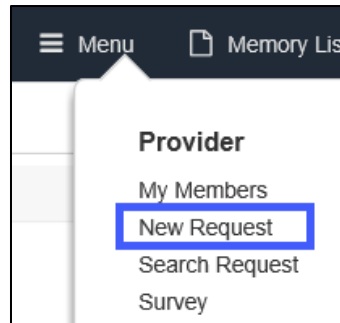 Menu Memory Lis
Provider
My Members
New Request
Search Request
Survey